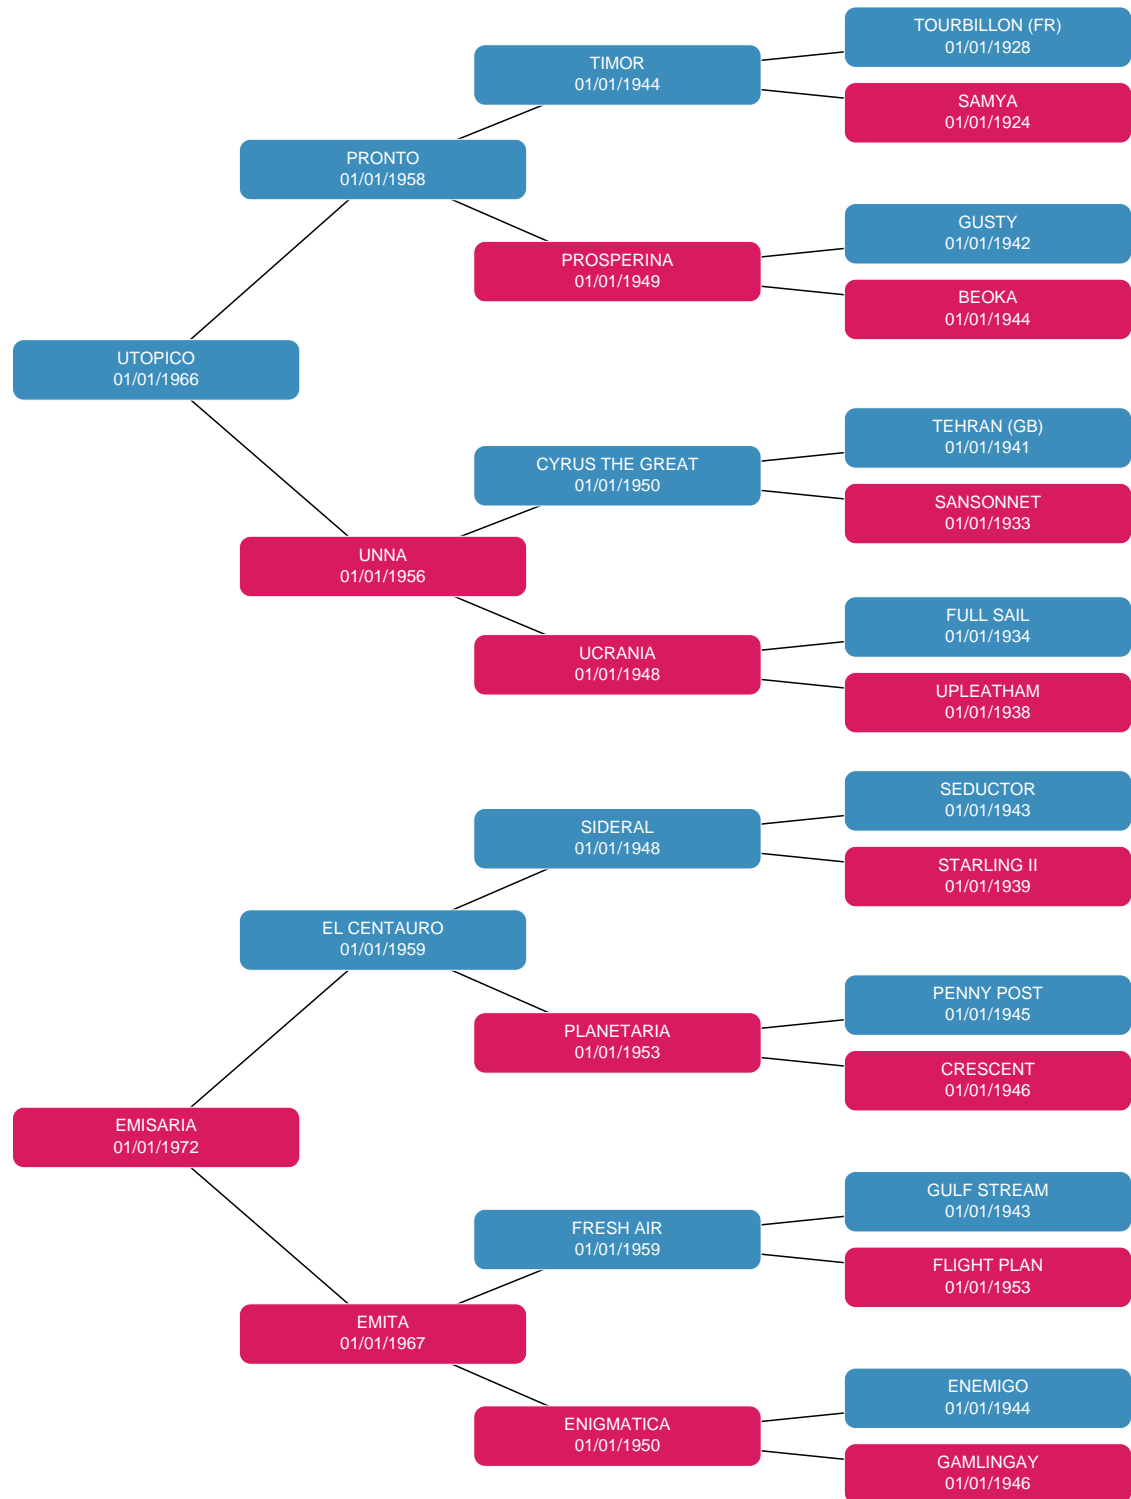 TOURBILLON (FR)
01/01/1928
TIMOR
01/01/1944
SAMYA
01/01/1924
PRONTO
01/01/1958
GUSTY
01/01/1942
PROSPERINA
01/01/1949
BEOKA
01/01/1944
UTOPICO
01/01/1966
TEHRAN (GB)
01/01/1941
CYRUS THE GREAT
01/01/1950
SANSONNET
01/01/1933
UNNA
01/01/1956
FULL SAIL
01/01/1934
UCRANIA
01/01/1948
UPLEATHAM
01/01/1938
SEDUCTOR
01/01/1943
SIDERAL
01/01/1948
STARLING II
01/01/1939
EL CENTAURO
01/01/1959
PENNY POST
01/01/1945
PLANETARIA
01/01/1953
CRESCENT
01/01/1946
EMISARIA
01/01/1972
GULF STREAM
01/01/1943
FRESH AIR
01/01/1959
FLIGHT PLAN
01/01/1953
EMITA
01/01/1967
ENEMIGO
01/01/1944
ENIGMATICA
01/01/1950
GAMLINGAY
01/01/1946